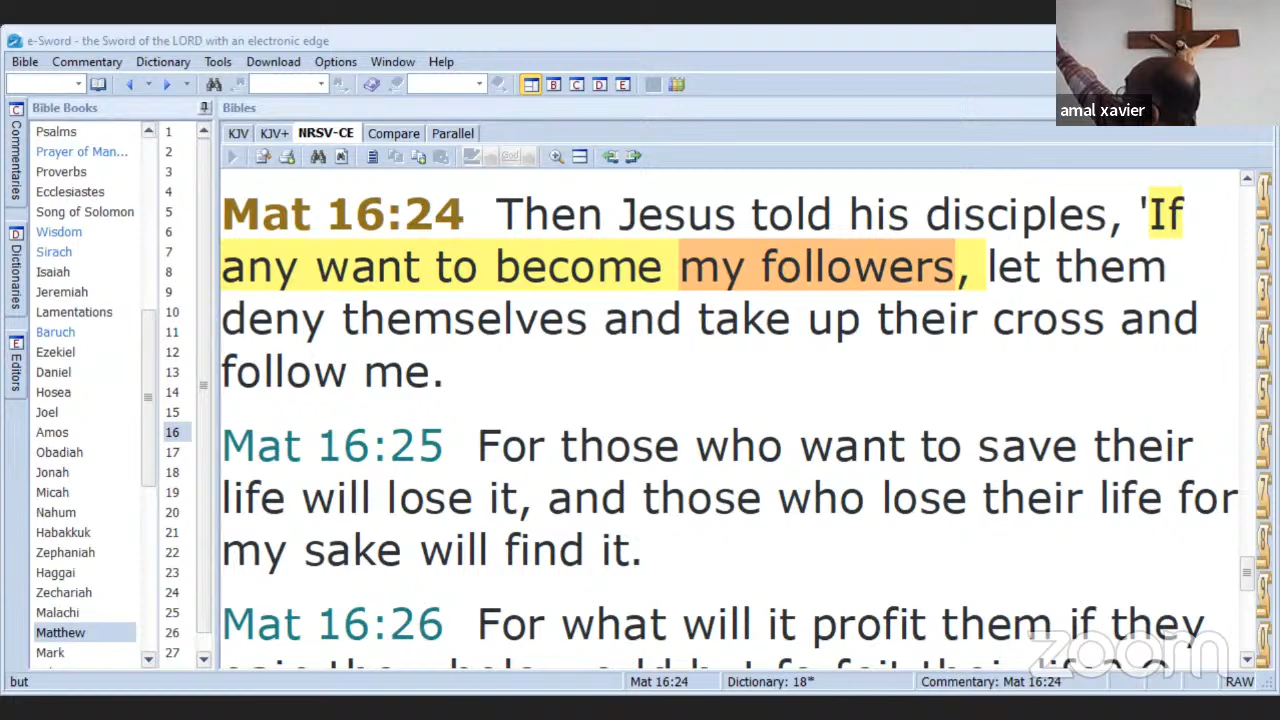 e-Sword - the Sword of the LORD with an electronic edge
Bible Commentary Dictionary Tools Download Options Window Help
amal xavier
B C D E
Bible Books
Bibles
KJV KJV+ NRSV-CE Compare Parallel
God
C Commentaries
D Dictionaries
E Editors
Psalms 1
Prayer of Man... 2
Proverbs 3
Ecclesiastes 4
Song of Solomon 5
Wisdom 6
Sirach 7
Isaiah 8
Jeremiah 9
Lamentations 10
Baruch 11
Ezekiel 12
Daniel 13
Hosea 14
Joel 15
Amos 16
Obadiah 17
Jonah 18
Micah 19
Nahum 20
Habakkuk 21
Zephaniah 22
Haggai 23
Zechariah 24
Malachi 25
Matthew 26
Mark 27
Mat 16:24 Then Jesus told his disciples, 'If
any want to become my followers, let them
deny themselves and take up their cross and
follow me.
Mat 16:25 For those who want to save their
life will lose it, and those who lose their life for
my sake will find it.
Mat 16:26 For what will it profit them if they
zoom
but
Mat 16:24
Dictionary: 18*
Commentary: Mat 16:24
RAW